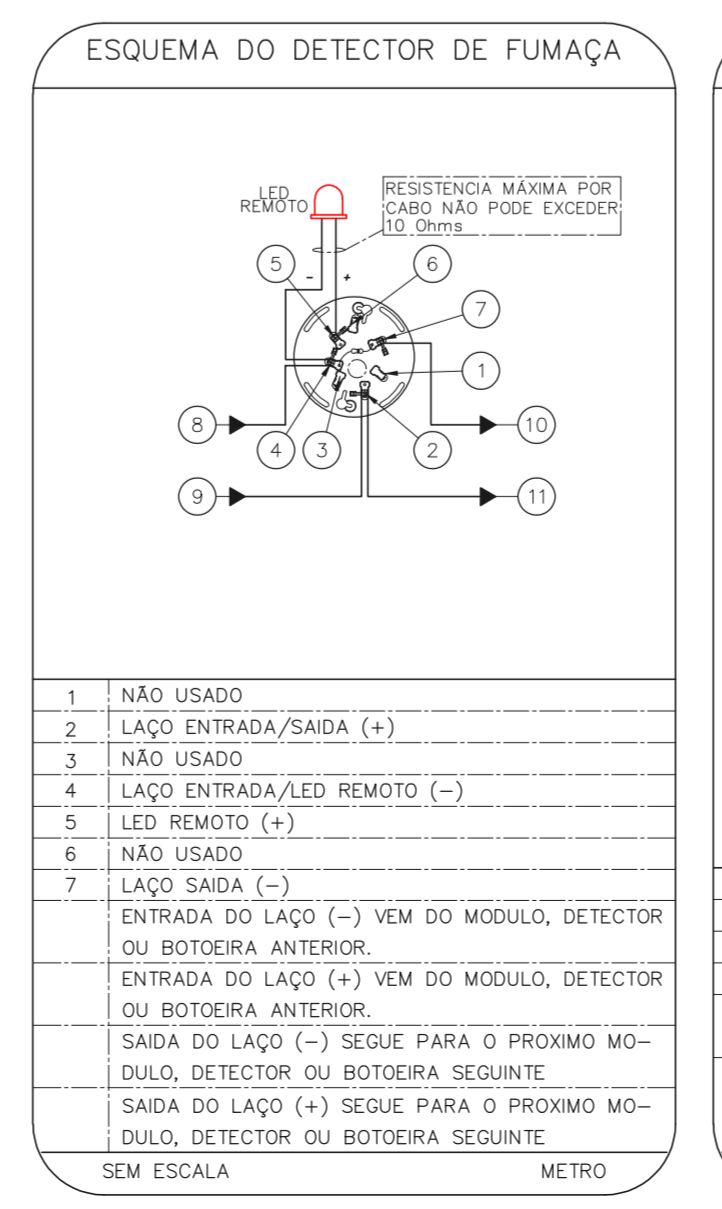 ESQUEMA DO DETECTOR DE FUMAÇA
LED
REMOTO
RESISTENCIA MÁXIMA POR
CABO NÃO PODE EXCEDER
10 Ohms
5
-
+
6
7
1
8
4
3
2
10
9
11
1 NÃO USADO
2 LAÇO ENTRADA/SAIDA (+)
3 NÃO USADO
4 LAÇO ENTRADA/LED REMOTO (-)
5 LED REMOTO (+)
6 NÃO USADO
7 LAÇO SAIDA (-)
ENTRADA DO LAÇO (-) VEM DO MODULO, DETECTOR
OU BOTOEIRA ANTERIOR.
ENTRADA DO LAÇO (+) VEM DO MODULO, DETECTOR
OU BOTOEIRA ANTERIOR.
SAIDA DO LAÇO (-) SEGUE PARA O PROXIMO MO-
DULO, DETECTOR OU BOTOEIRA SEGUINTE
SAIDA DO LAÇO (+) SEGUE PARA O PROXIMO MO-
DULO, DETECTOR OU BOTOEIRA SEGUINTE
SEM ESCALA METRO